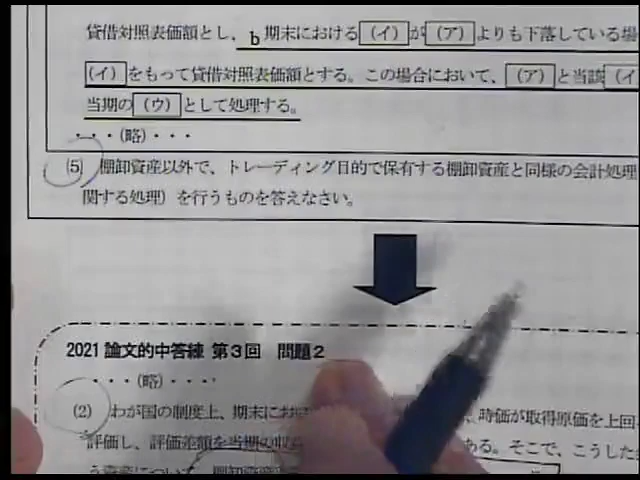 貸借対照表価額とし、b 期末における(イ)が(ア)よりも下落している場
(イ)をもって貸借対照表価額とする。この場合において、(ア)と当該(イ
当期の(ウ)として処理する。
・・・(略)・・・
(5) 棚卸資産以外で、トレーディング目的で保有する棚卸資産と同様の会計処理
関する処理)を行うものを答えなさい。
2021 論文的中答練 第3回 問題2
・・・(略)・・・
(2) わが国の制度上、期末にお 、時価が取得原価を上回
評価し、評価差額を当期の ある。そこで、こうした